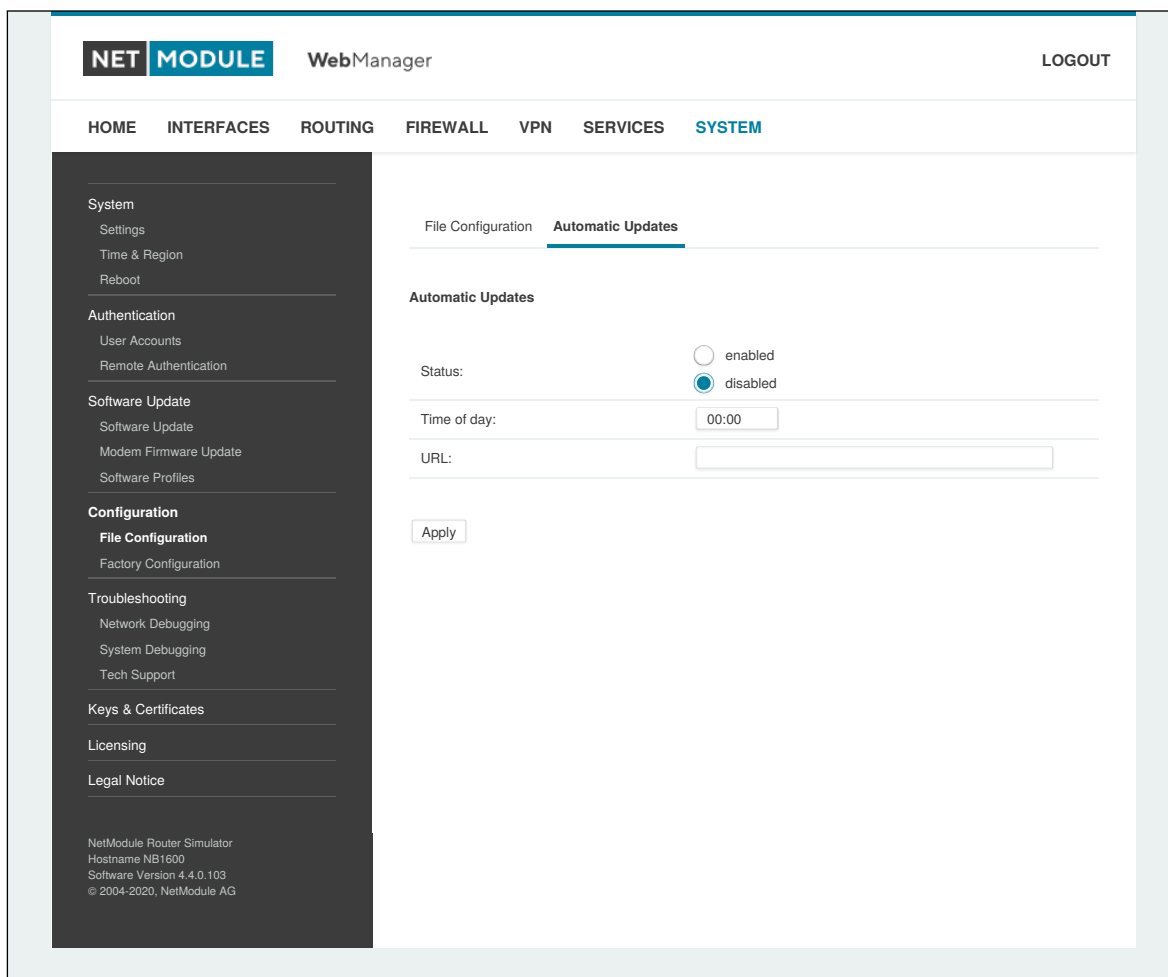 NET MODULE WebManager LOGOUT
HOME INTERFACES ROUTING FIREWALL VPN SERVICES SYSTEM
System
Settings
Time & Region
Reboot
Authentication
User Accounts
Remote Authentication
Software Update
Software Update
Modem Firmware Update
Software Profiles
Configuration
File Configuration
Factory Configuration
Troubleshooting
Network Debugging
System Debugging
Tech Support
Keys & Certificates
Licensing
Legal Notice
NetModule Router Simulator
Hostname NB1600
Software Version 4.4.0.103
© 2004-2020, NetModule AG
File Configuration Automatic Updates
Automatic Updates
Status:
enabled
disabled
Time of day: 00:00
URL:
Apply